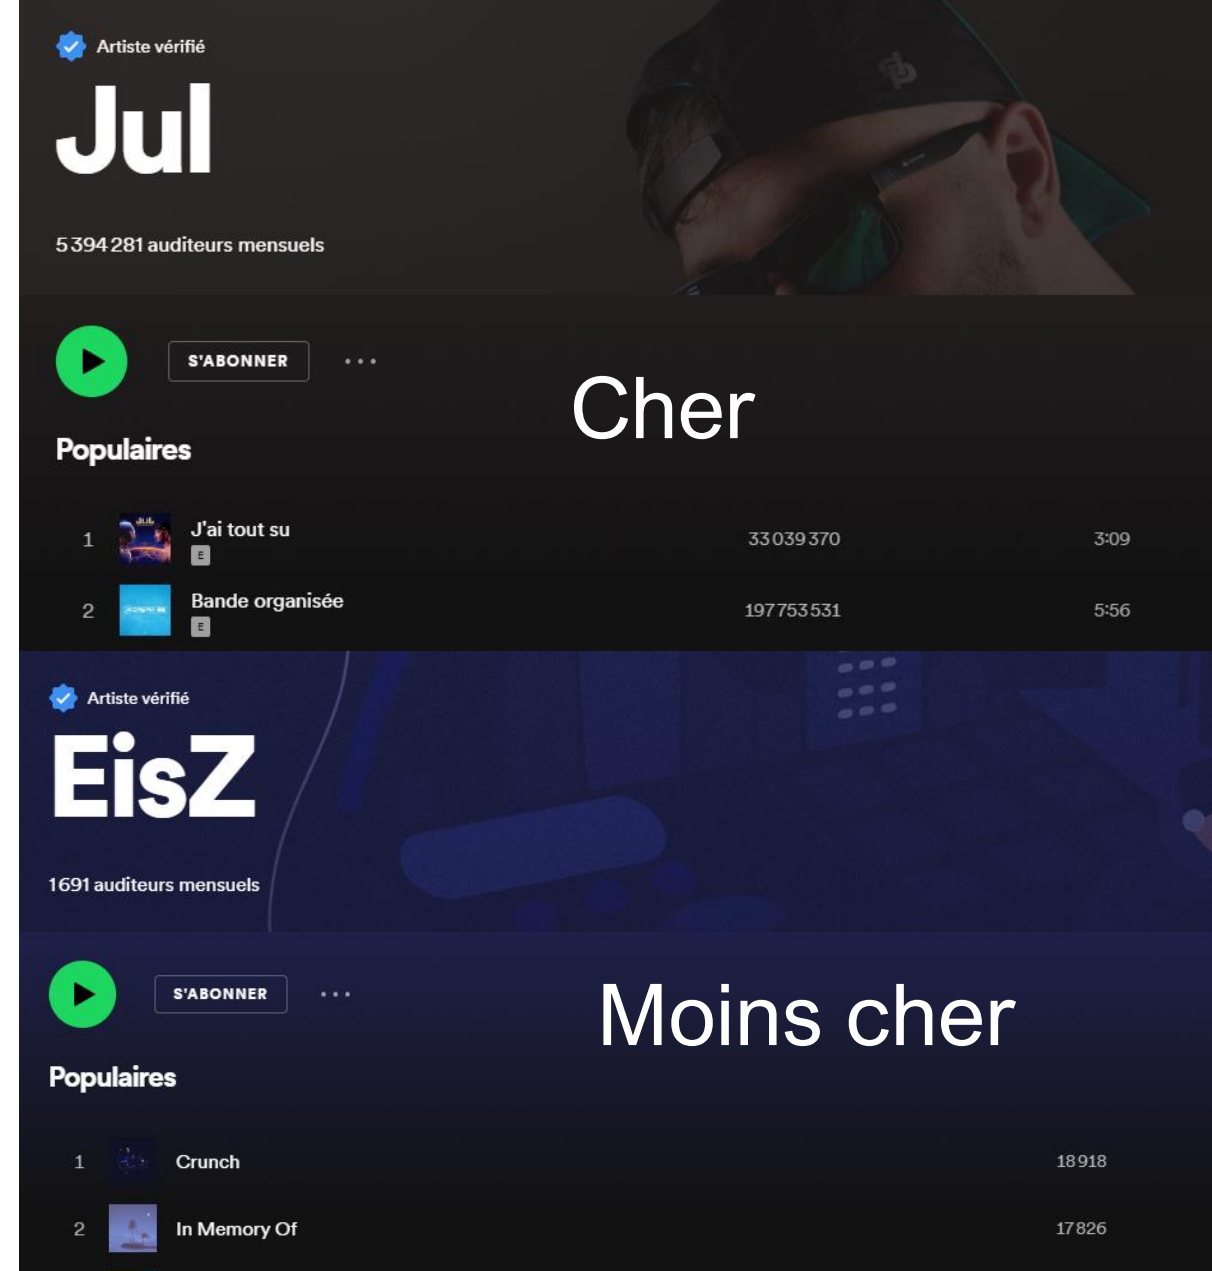 Artiste vérifié
Jul
5 394 281 auditeurs mensuels
S'ABONNER
Cher
Populaires
1 J'ai tout su 33 039 370 3:09
E
2 Bande organisée 197 753 531 5:56
E
Artiste vérifié
EisZ
1 691 auditeurs mensuels
S'ABONNER
Moins cher
Populaires
1 Crunch 18 918
2 In Memory Of 17 826